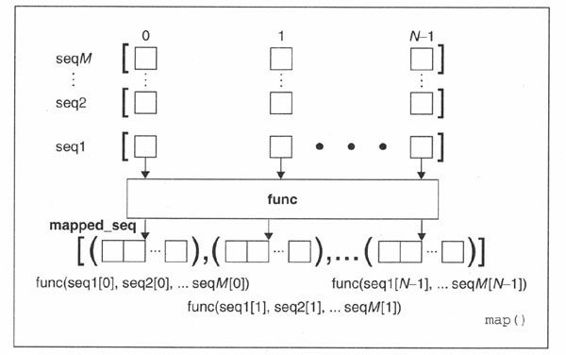 0 1 N–1
seqM [ ]
⋮ ⋮ ⋮ ⋮
seq2 [ ]
seq1 [ • • • ]
func
mapped_seq
[( ... ),( ... ),...( ... )]
func(seq1[0], seq2[0], ... seqM[0]) func(seq1[N–1], ... seqM[N–1])
func(seq1[1], seq2[1], ... seqM[1])
map()